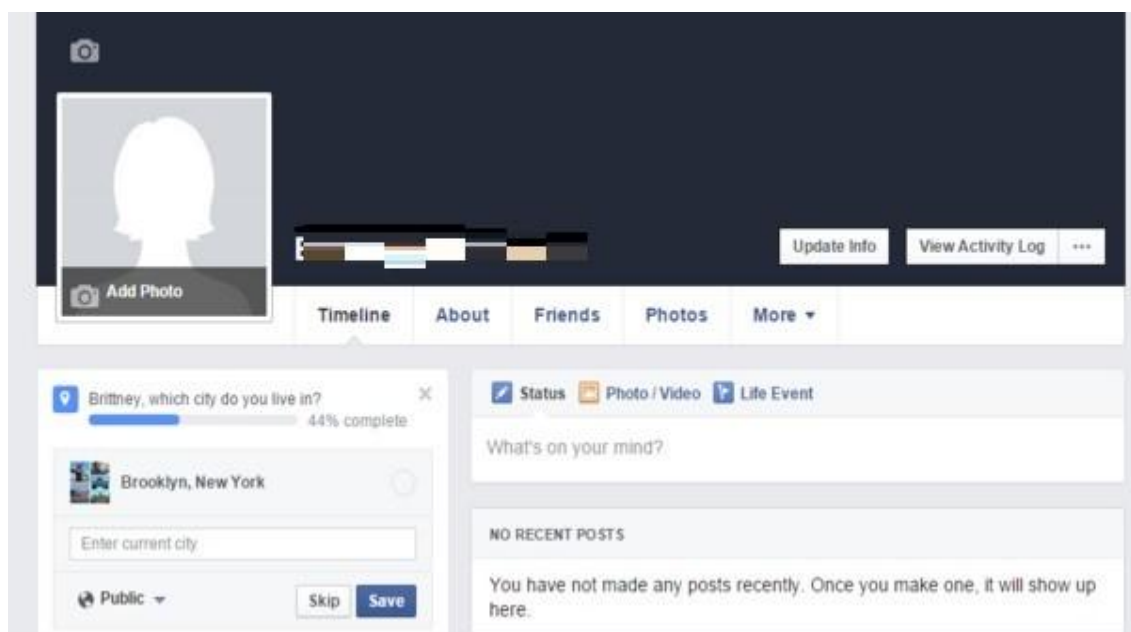 Update Info
View Activity Log
Add Photo
Timeline
About
Friends
Photos
More
Brittney, which city do you live in?
44% complete
Brooklyn, New York
Enter current city
Public
Skip
Save
Status
Photo / Video
Life Event
What's on your mind?
NO RECENT POSTS
You have not made any posts recently. Once you make one, it will show up
here.